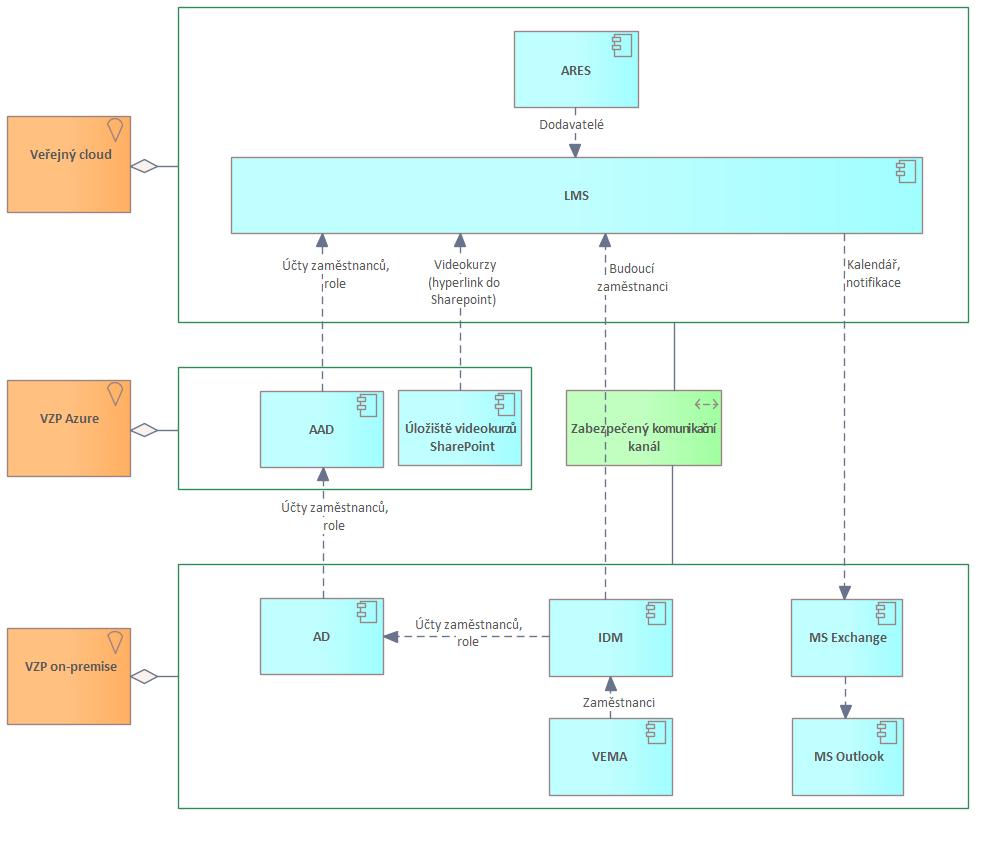 ARES
Dodavatelé
Veřejný cloud
LMS
Účty zaměstnanců,
role
Videokurzy
(hyperlink do
Sharepoint)
Budoucí
zaměstnanci
Kalendář,
notifikace
VZP Azure
AAD
Úložiště videokurzů
SharePoint
Zabezpečený komunikační
kanál
Účty zaměstnanců,
role
VZP on-premise
AD
Účty zaměstnanců,
role
IDM
MS Exchange
Zaměstnanci
VEMA
MS Outlook